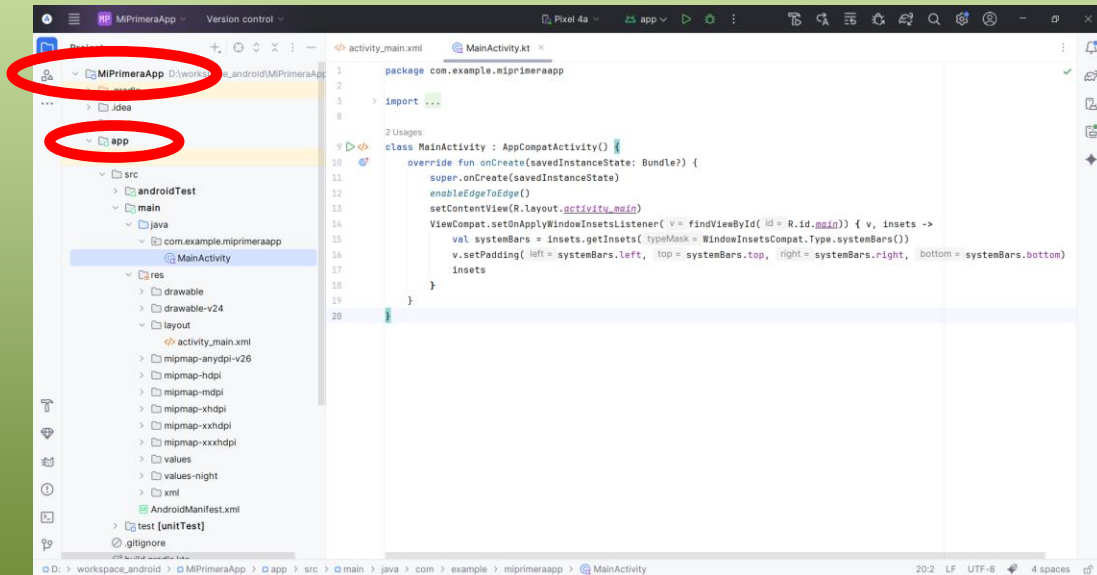 MP MiPrimeraApp Version control Pixel 4a app
activity_main.xml MainActivity.kt
MiPrimeraApp D:\workspace_android\MiPrimeraApp
.gradle
.idea
app
src
androidTest
main
java
com.example.miprimeraapp
MainActivity
res
drawable
drawable-v24
layout
activity_main.xml
mipmap-anydpi-v26
mipmap-hdpi
mipmap-mdpi
mipmap-xhdpi
mipmap-xxhdpi
mipmap-xxxhdpi
values
values-night
xml
AndroidManifest.xml
test [unitTest]
.gitignore
1 package com.example.miprimeraapp
2
3 import ...
8
2 Usages
9 class MainActivity : AppCompatActivity() {
10 override fun onCreate(savedInstanceState: Bundle?) {
11 super.onCreate(savedInstanceState)
12 enableEdgeToEdge()
13 setContentView(R.layout.activity_main)
14 ViewCompat.setOnApplyWindowInsetsListener( v = findViewById( id = R.id.main)) { v, insets ->
15 val systemBars = insets.getInsets( typeMask = WindowInsetsCompat.Type.systemBars())
16 v.setPadding( left = systemBars.left, top = systemBars.top, right = systemBars.right, bottom = systemBars.bottom)
17 insets
18 }
19 }
20 }
D: > workspace_android > MiPrimeraApp > app > src > main > java > com > example > miprimeraapp > MainActivity 20:2 LF UTF-8 4 spaces